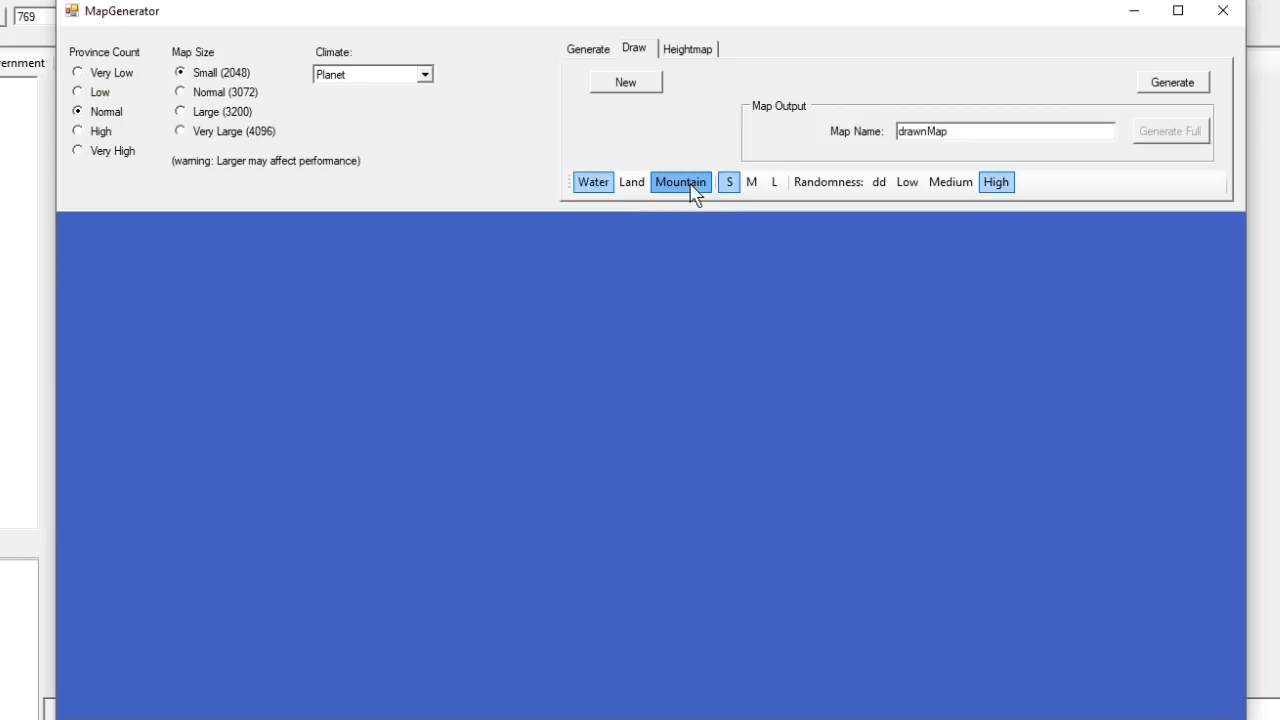 769
MapGenerator
ernment
Province Count
Very Low
Low
Normal
High
Very High
Map Size
Small (2048)
Normal (3072)
Large (3200)
Very Large (4096)
(warning: Larger may affect performance)
Climate:
Planet
Generate Draw Heightmap
New
Generate
Map Output
Map Name: drawnMap
Generate Full
Water Land Mountain S M L Randomness: dd Low Medium High